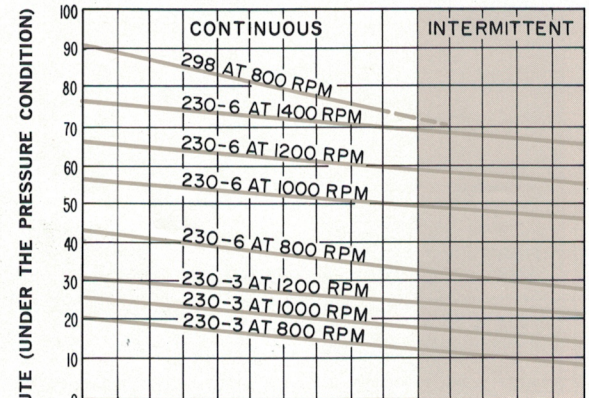 UTE (UNDER THE PRESSURE CONDITION)
100
CONTINUOUS
INTERMITTENT
90
298 AT 800 RPM
80
230-6 AT 1400 RPM
70
230-6 AT 1200 RPM
60
230-6 AT 1000 RPM
50
40
230-6 AT 800 RPM
30
230-3 AT 1200 RPM
230-3 AT 1000 RPM
20
230-3 AT 800 RPM
10